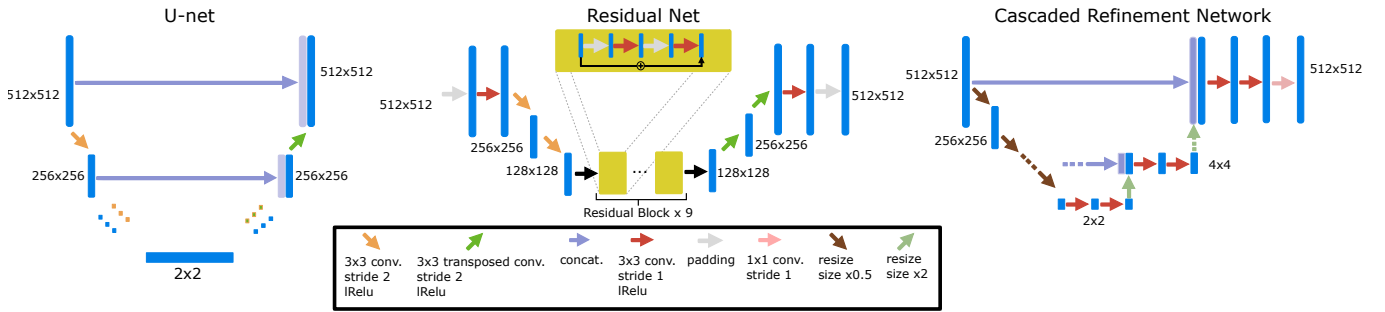 U-net
512x512
512x512
256x256
256x256
2x2
Residual Net
512x512
512x512
256x256
256x256
128x128
128x128
...
Residual Block x 9
Cascaded Refinement Network
512x512
512x512
256x256
4x4
2x2
3x3 conv.
stride 2
lRelu
3x3 transposed conv.
stride 2
lRelu
concat.
3x3 conv.
stride 1
lRelu
padding
1x1 conv.
stride 1
resize
size x0.5
resize
size x2